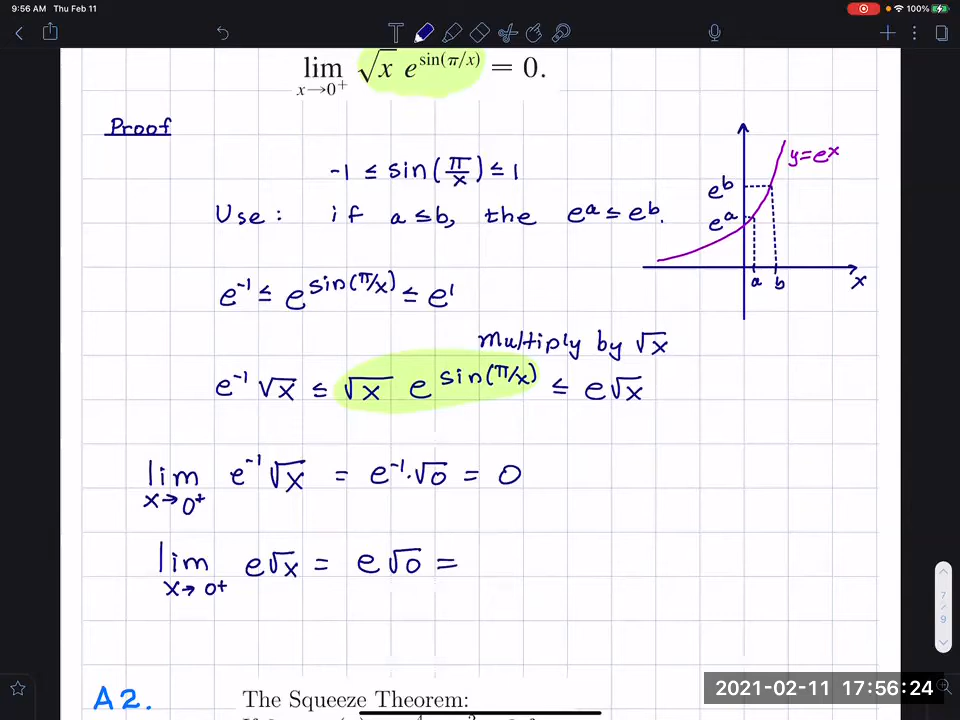 9:56 AM Thu Feb 11
100%
lim x→0⁺ √x e^sin(π/x) = 0.
Proof
-1 ≤ sin(π/x) ≤ 1
Use: if a ≤ b, the e^a ≤ e^b.
y=e^x
e^b
e^a
a b x
e^-1 ≤ e^sin(π/x) ≤ e^1
multiply by √x
e^-1 √x ≤ √x e^sin(π/x) ≤ e√x
lim x→0⁺ e^-1 √x = e^-1·√0 = 0
lim x→0⁺ e√x = e√0 =
7/9
A2. The Squeeze Theorem:
2021-02-11 17:56:24